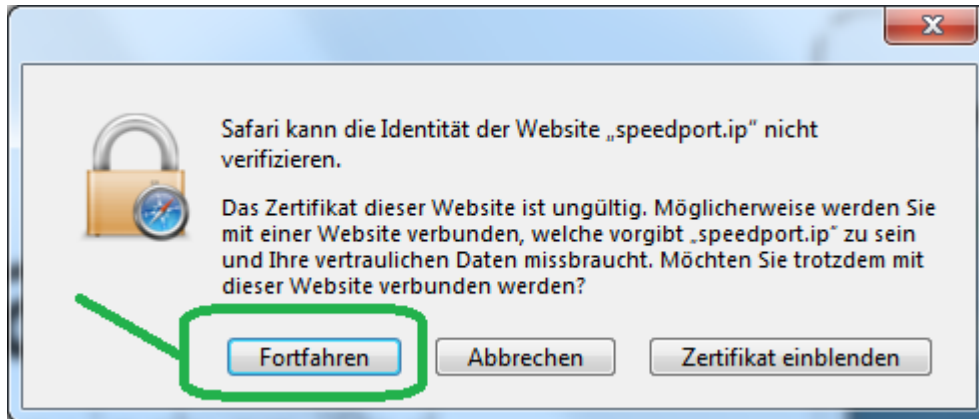 Safari kann die Identität der Website „speedport.ip" nicht
verifizieren.
Das Zertifikat dieser Website ist ungültig. Möglicherweise werden Sie
mit einer Website verbunden, welche vorgibt „speedport.ip" zu sein
und Ihre vertraulichen Daten missbraucht. Möchten Sie trotzdem mit
dieser Website verbunden werden?
Fortfahren Abbrechen Zertifikat einblenden